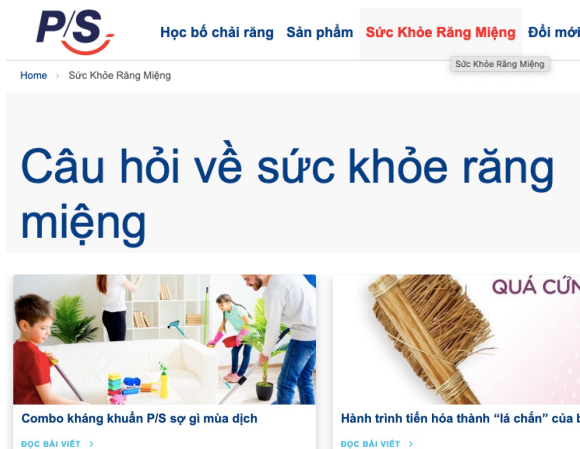 P/S
Học bố chải răng Sản phẩm Sức Khỏe Răng Miệng Đổi mới
Sức Khỏe Răng Miệng
Home › Sức Khỏe Răng Miệng
Câu hỏi về sức khỏe răng
miệng
QUÁ CỨN
Combo kháng khuẩn P/S sợ gì mùa dịch
Hành trình tiến hóa thành “lá chắn” của b
ĐỌC BÀI VIẾT ›
ĐỌC BÀI VIẾT ›